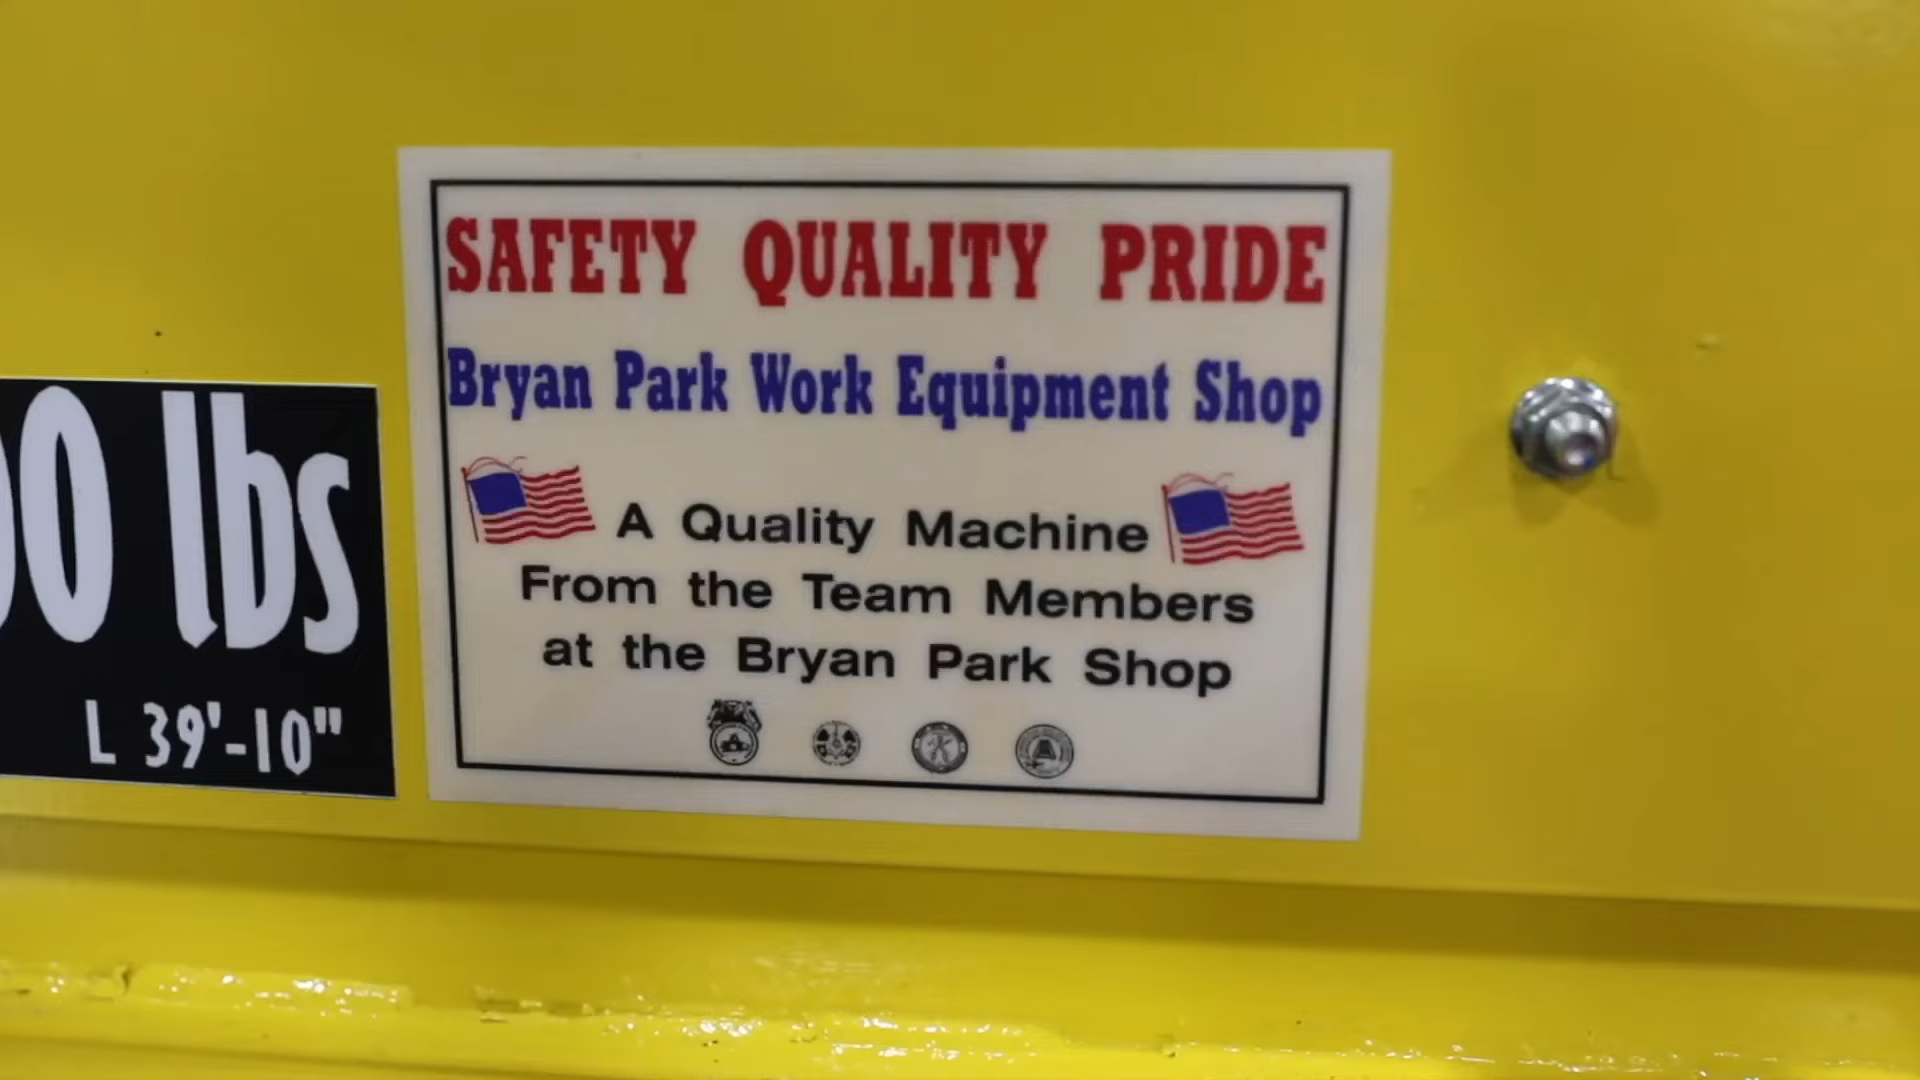 SAFETY QUALITY PRIDE
Bryan Park Work Equipment Shop
A Quality Machine
From the Team Members
at the Bryan Park Shop
0 lbs
L 39'-10"